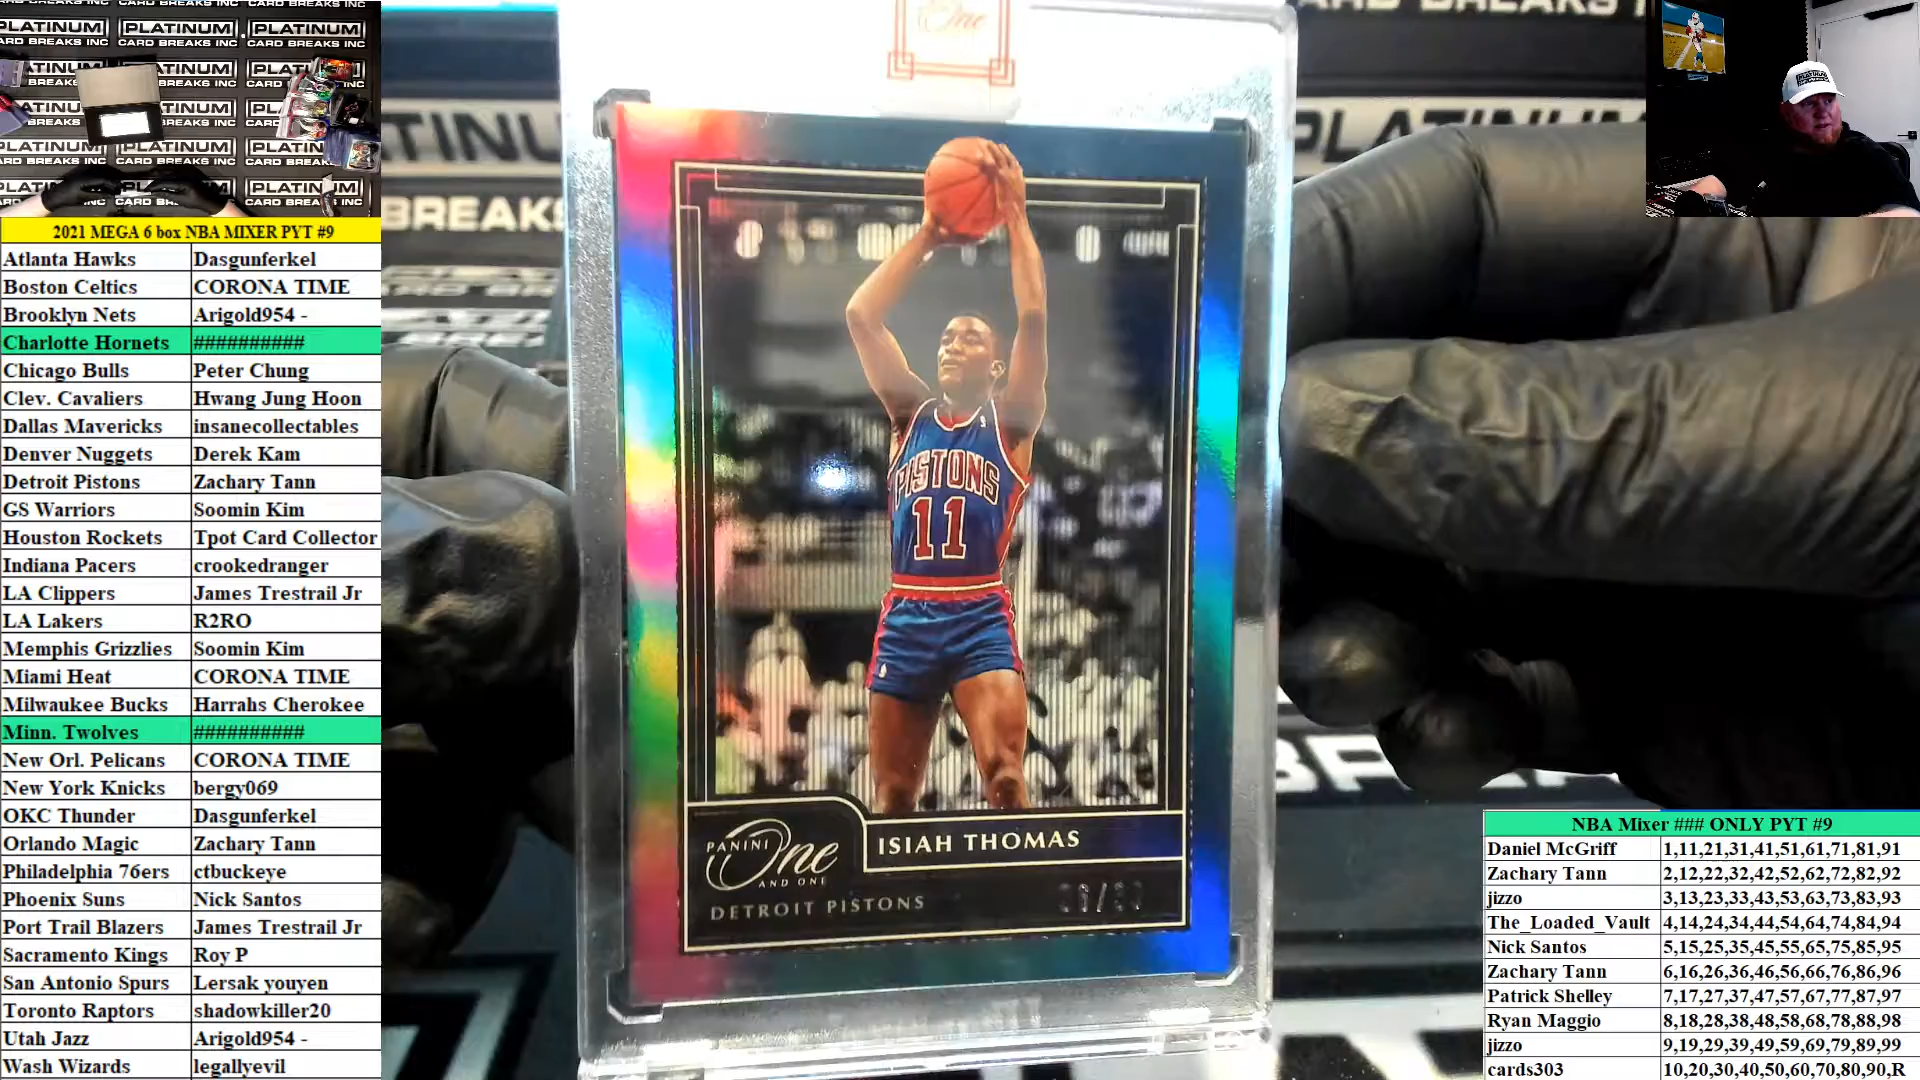 PLATINUM PLATINUM PLATINUM
CARD BREAKS INC CARD BREAKS INC CARD BREAKS INC
2021 MEGA 6 box NBA MIXER PYT #9
Atlanta Hawks Dasgunferkel
Boston Celtics CORONA TIME
Brooklyn Nets Arigold954 -
Charlotte Hornets ##########
Chicago Bulls Peter Chung
Clev. Cavaliers Hwang Jung Hoon
Dallas Mavericks insanecollectables
Denver Nuggets Derek Kam
Detroit Pistons Zachary Tann
GS Warriors Soomin Kim
Houston Rockets Tpot Card Collector
Indiana Pacers crookedranger
LA Clippers James Trestrail Jr
LA Lakers R2RO
Memphis Grizzlies Soomin Kim
Miami Heat CORONA TIME
Milwaukee Bucks Harrahs Cherokee
Minn. Twolves ##########
New Orl. Pelicans CORONA TIME
New York Knicks bergy069
OKC Thunder Dasgunferkel
Orlando Magic Zachary Tann
Philadelphia 76ers ctbuckeye
Phoenix Suns Nick Santos
Port Trail Blazers James Trestrail Jr
Sacramento Kings Roy P
San Antonio Spurs Lersak youyen
Toronto Raptors shadowkiller20
Utah Jazz Arigold954 -
Wash Wizards legallyevil
One
PISTONS
11
PANINI
One
AND ONE
ISIAH THOMAS
DETROIT PISTONS
NBA Mixer ### ONLY PYT #9
Daniel McGriff 1,11,21,31,41,51,61,71,81,91
Zachary Tann 2,12,22,32,42,52,62,72,82,92
jizzo 3,13,23,33,43,53,63,73,83,93
The_Loaded_Vault 4,14,24,34,44,54,64,74,84,94
Nick Santos 5,15,25,35,45,55,65,75,85,95
Zachary Tann 6,16,26,36,46,56,66,76,86,96
Patrick Shelley 7,17,27,37,47,57,67,77,87,97
Ryan Maggio 8,18,28,38,48,58,68,78,88,98
jizzo 9,19,29,39,49,59,69,79,89,99
cards303 10,20,30,40,50,60,70,80,90,R